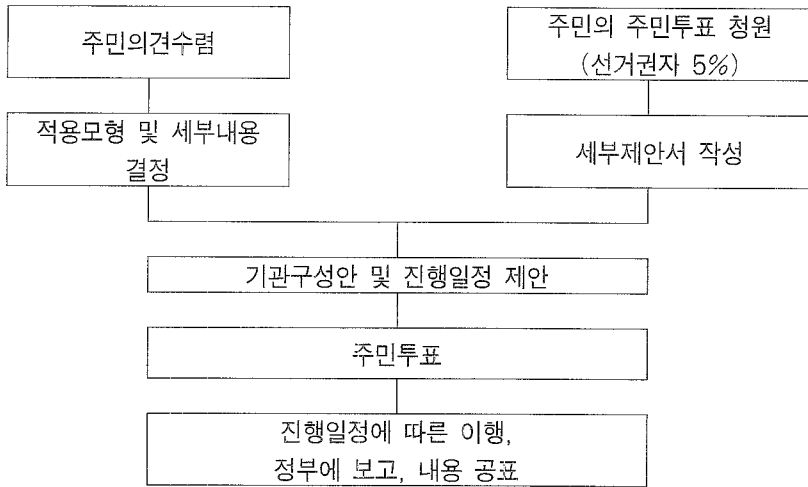 주민의견수렴
주민의 주민투표 청원
(선거권자 5%)
적용모형 및 세부내용
결정
세부제안서 작성
기관구성안 및 진행일정 제안
주민투표
진행일정에 따른 이행,
정부에 보고, 내용 공표